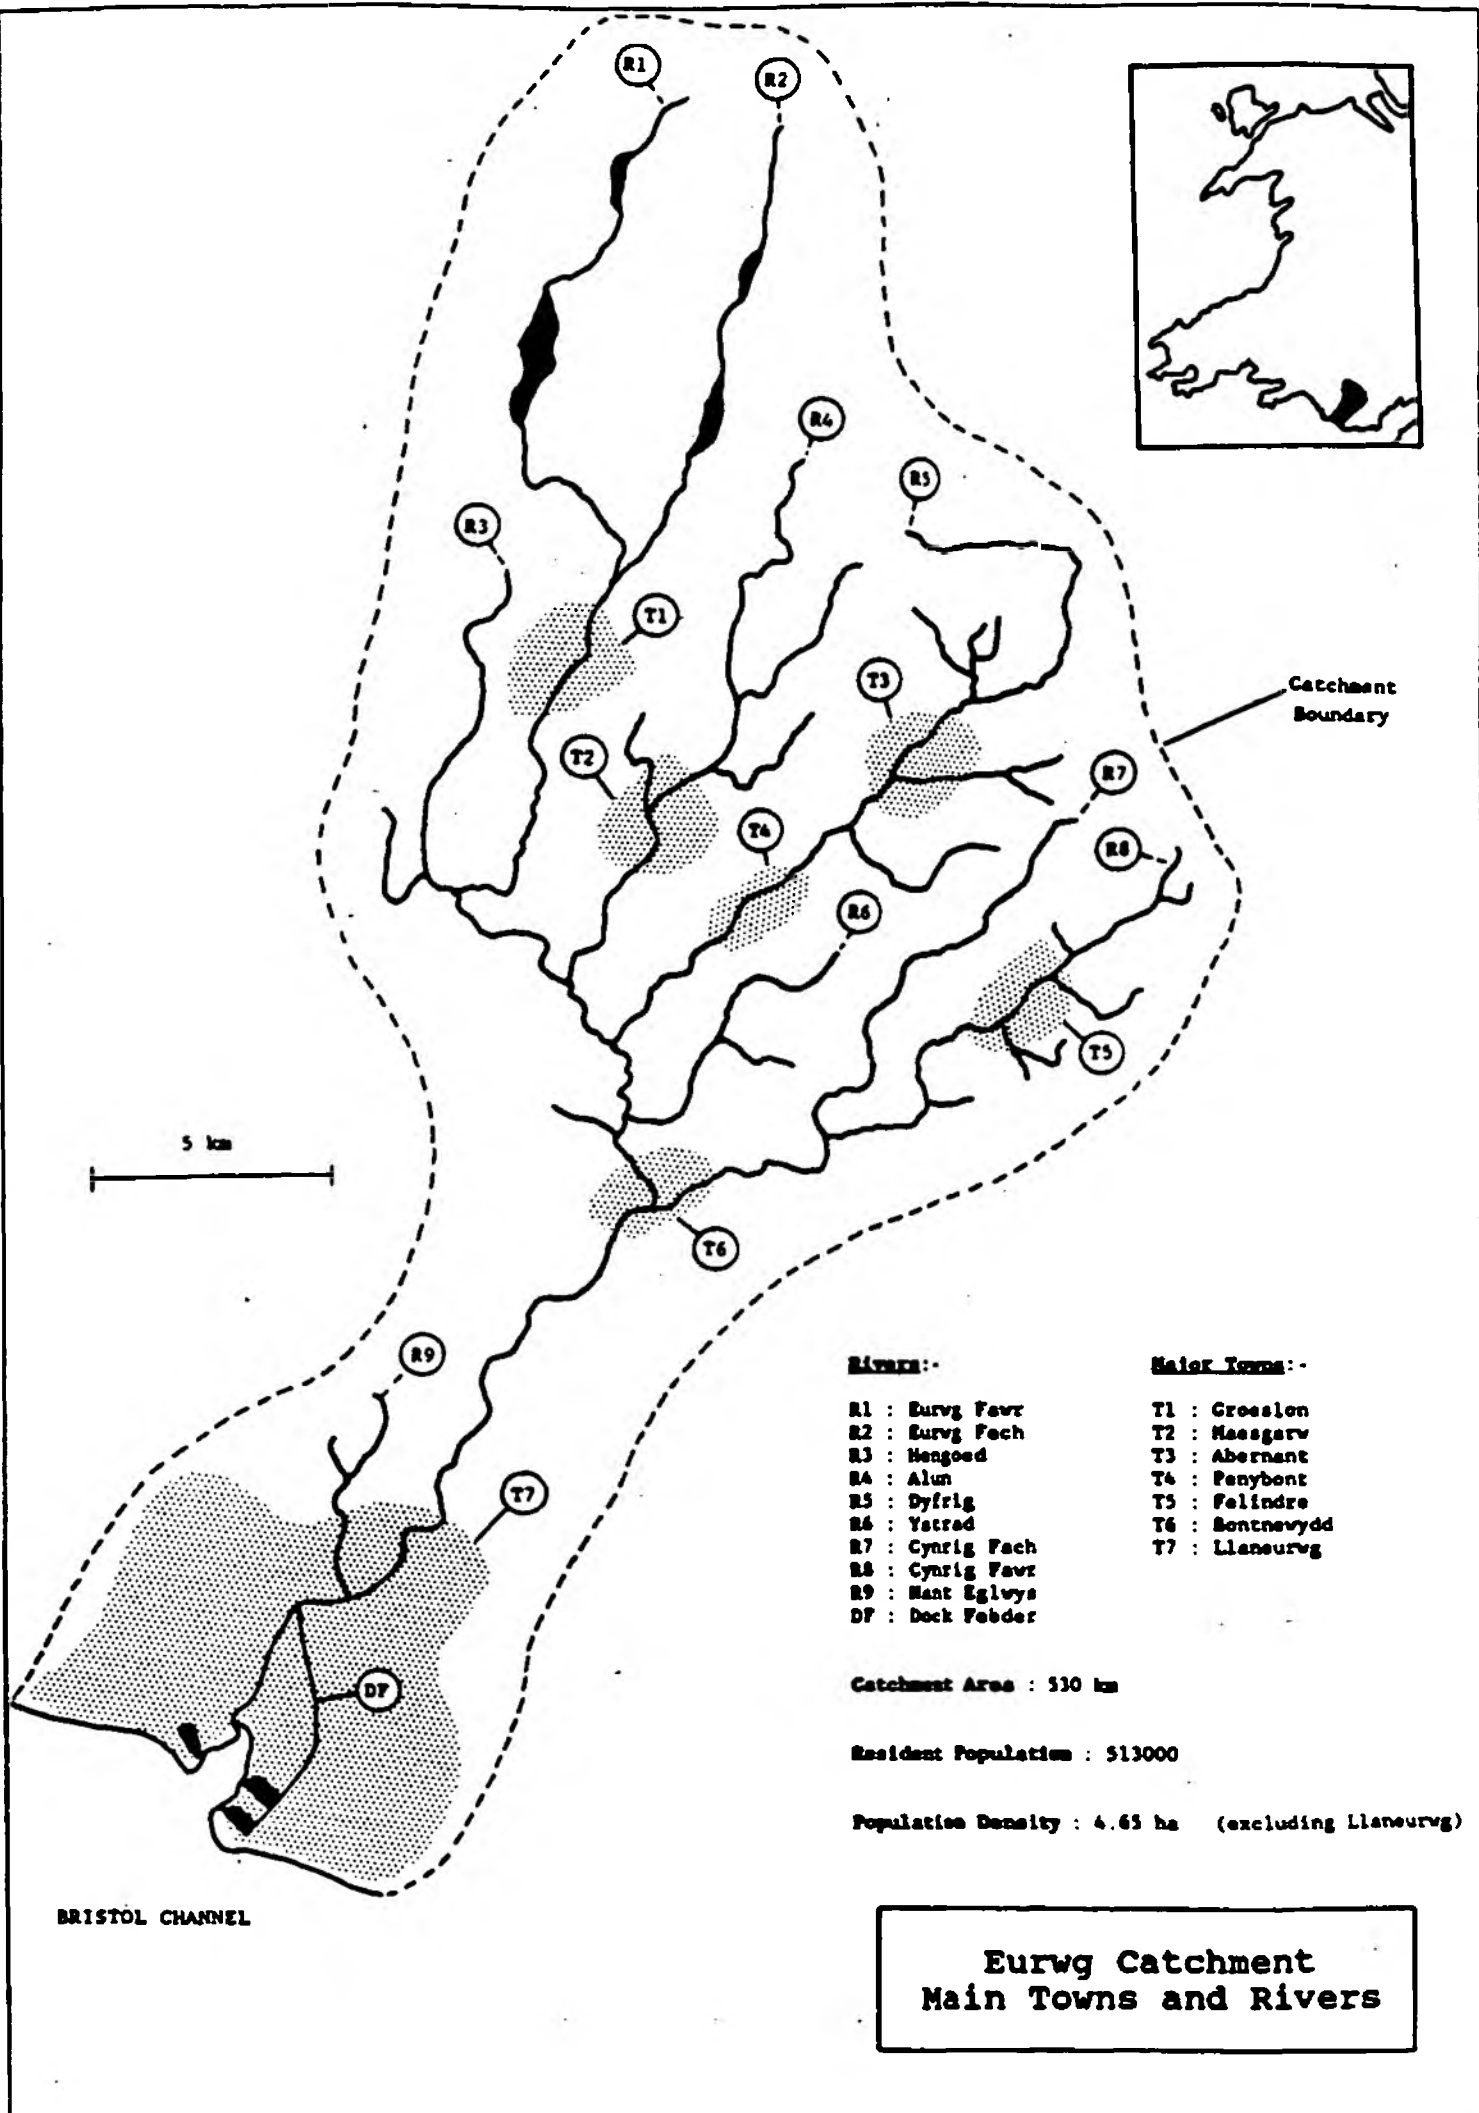 R1
R2
R4
R5
R3
T1
T3
Catchment
Boundary
T2
R7
T4
R8
R6
T5
5 km
T6
R9
T7
DF
BRISTOL CHANNEL
Rivers:-
R1 : Eurwg Fawr
R2 : Eurwg Fech
R3 : Hengoed
R4 : Alun
R5 : Dyfrig
R6 : Ystrad
R7 : Cynrig Fach
R8 : Cynrig Fawr
R9 : Nant Eglwys
DF : Dock Feeder
Major Towns:-
T1 : Groeslon
T2 : Maesgarw
T3 : Abernant
T4 : Penybont
T5 : Felindre
T6 : Bontnewydd
T7 : Llaneurwg
Catchment Area : 530 km
Resident Population : 513000
Population Density : 4.65 ha (excluding Llaneurwg)
Eurwg Catchment
Main Towns and Rivers